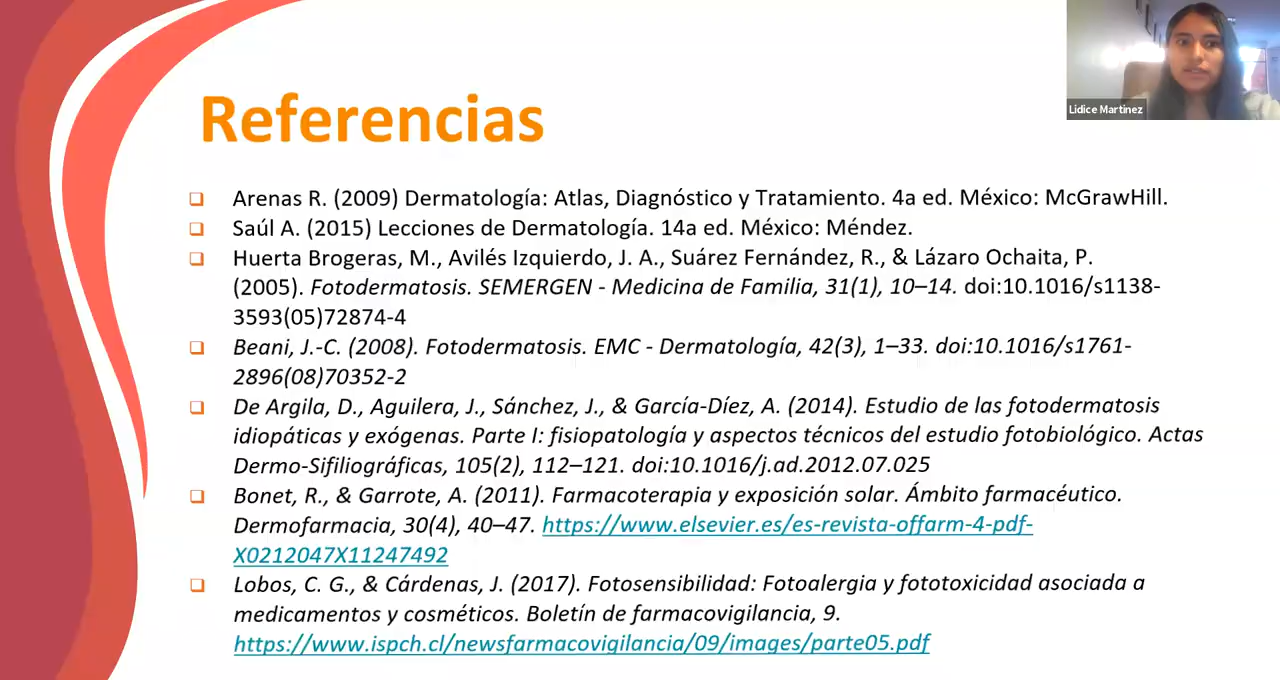 Lidice Martinez
Referencias
❑ Arenas R. (2009) Dermatología: Atlas, Diagnóstico y Tratamiento. 4a ed. México: McGrawHill.
❑ Saúl A. (2015) Lecciones de Dermatología. 14a ed. México: Méndez.
❑ Huerta Brogeras, M., Avilés Izquierdo, J. A., Suárez Fernández, R., & Lázaro Ochaita, P.
(2005). Fotodermatosis. SEMERGEN - Medicina de Familia, 31(1), 10–14. doi:10.1016/s1138-
3593(05)72874-4
❑ Beani, J.-C. (2008). Fotodermatosis. EMC - Dermatología, 42(3), 1–33. doi:10.1016/s1761-
2896(08)70352-2
❑ De Argila, D., Aguilera, J., Sánchez, J., & García-Díez, A. (2014). Estudio de las fotodermatosis
idiopáticas y exógenas. Parte I: fisiopatología y aspectos técnicos del estudio fotobiológico. Actas
Dermo-Sifiliográficas, 105(2), 112–121. doi:10.1016/j.ad.2012.07.025
❑ Bonet, R., & Garrote, A. (2011). Farmacoterapia y exposición solar. Ámbito farmacéutico.
Dermofarmacia, 30(4), 40–47. https://www.elsevier.es/es-revista-offarm-4-pdf-
X0212047X11247492
❑ Lobos, C. G., & Cárdenas, J. (2017). Fotosensibilidad: Fotoalergia y fototoxicidad asociada a
medicamentos y cosméticos. Boletín de farmacovigilancia, 9.
https://www.ispch.cl/newsfarmacovigilancia/09/images/parte05.pdf